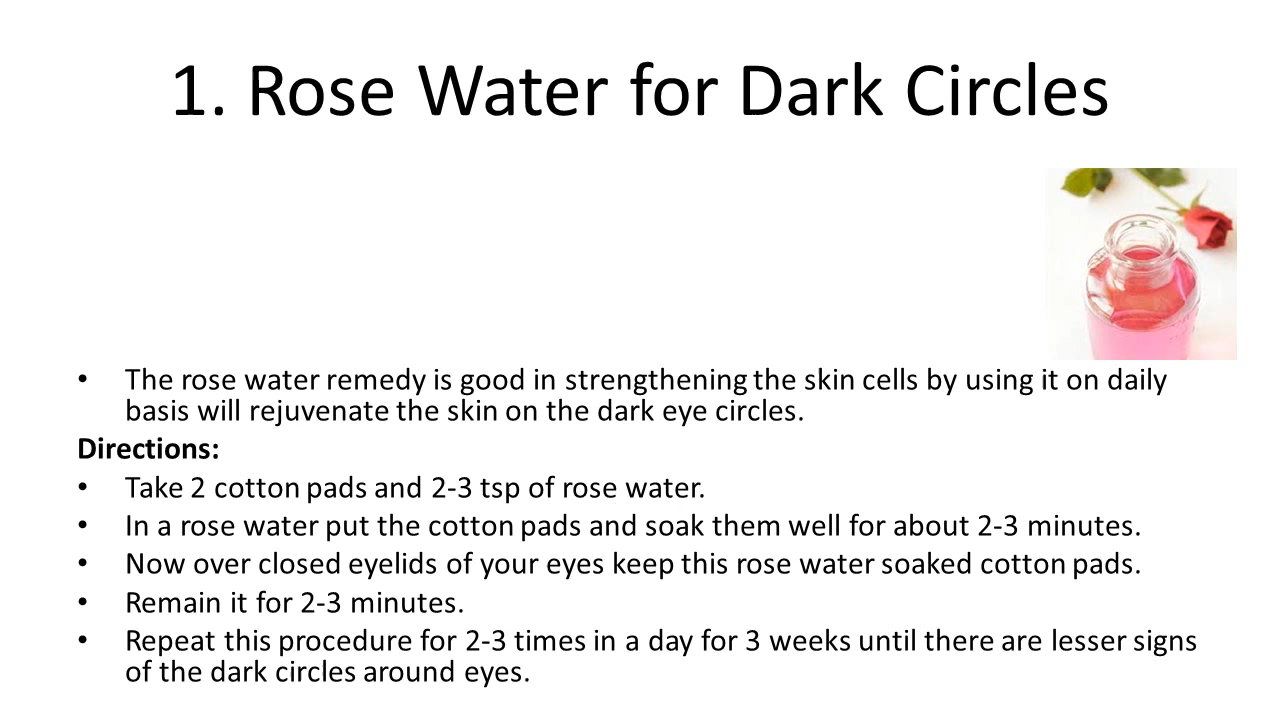 1. Rose Water for Dark Circles
• The rose water remedy is good in strengthening the skin cells by using it on daily
basis will rejuvenate the skin on the dark eye circles.
Directions:
• Take 2 cotton pads and 2-3 tsp of rose water.
• In a rose water put the cotton pads and soak them well for about 2-3 minutes.
• Now over closed eyelids of your eyes keep this rose water soaked cotton pads.
• Remain it for 2-3 minutes.
• Repeat this procedure for 2-3 times in a day for 3 weeks until there are lesser signs
of the dark circles around eyes.